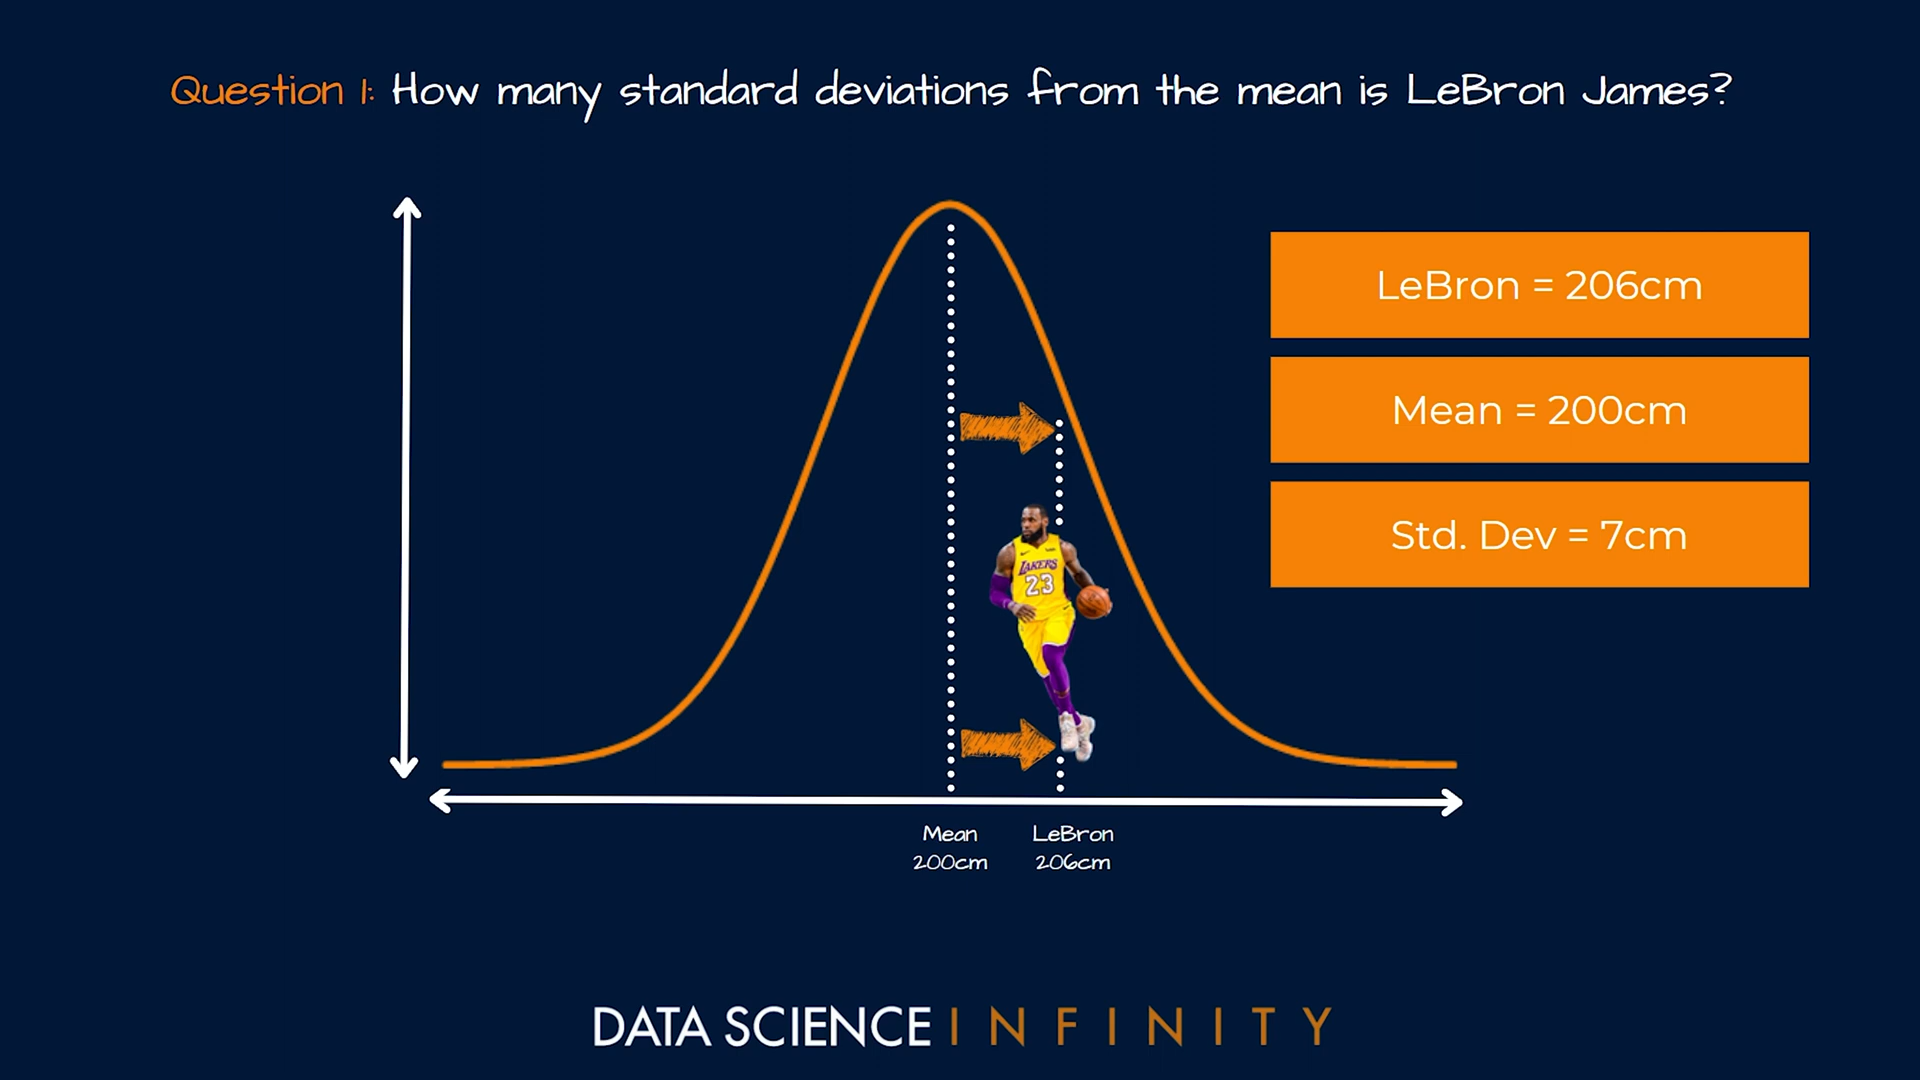 Question 1: How many standard deviations from the mean is LeBron James?
LeBron = 206cm
Mean = 200cm
Std. Dev = 7cm
LAKERS
23
Mean
200cm
LeBron
206cm
DATA SCIENCE INFINITY